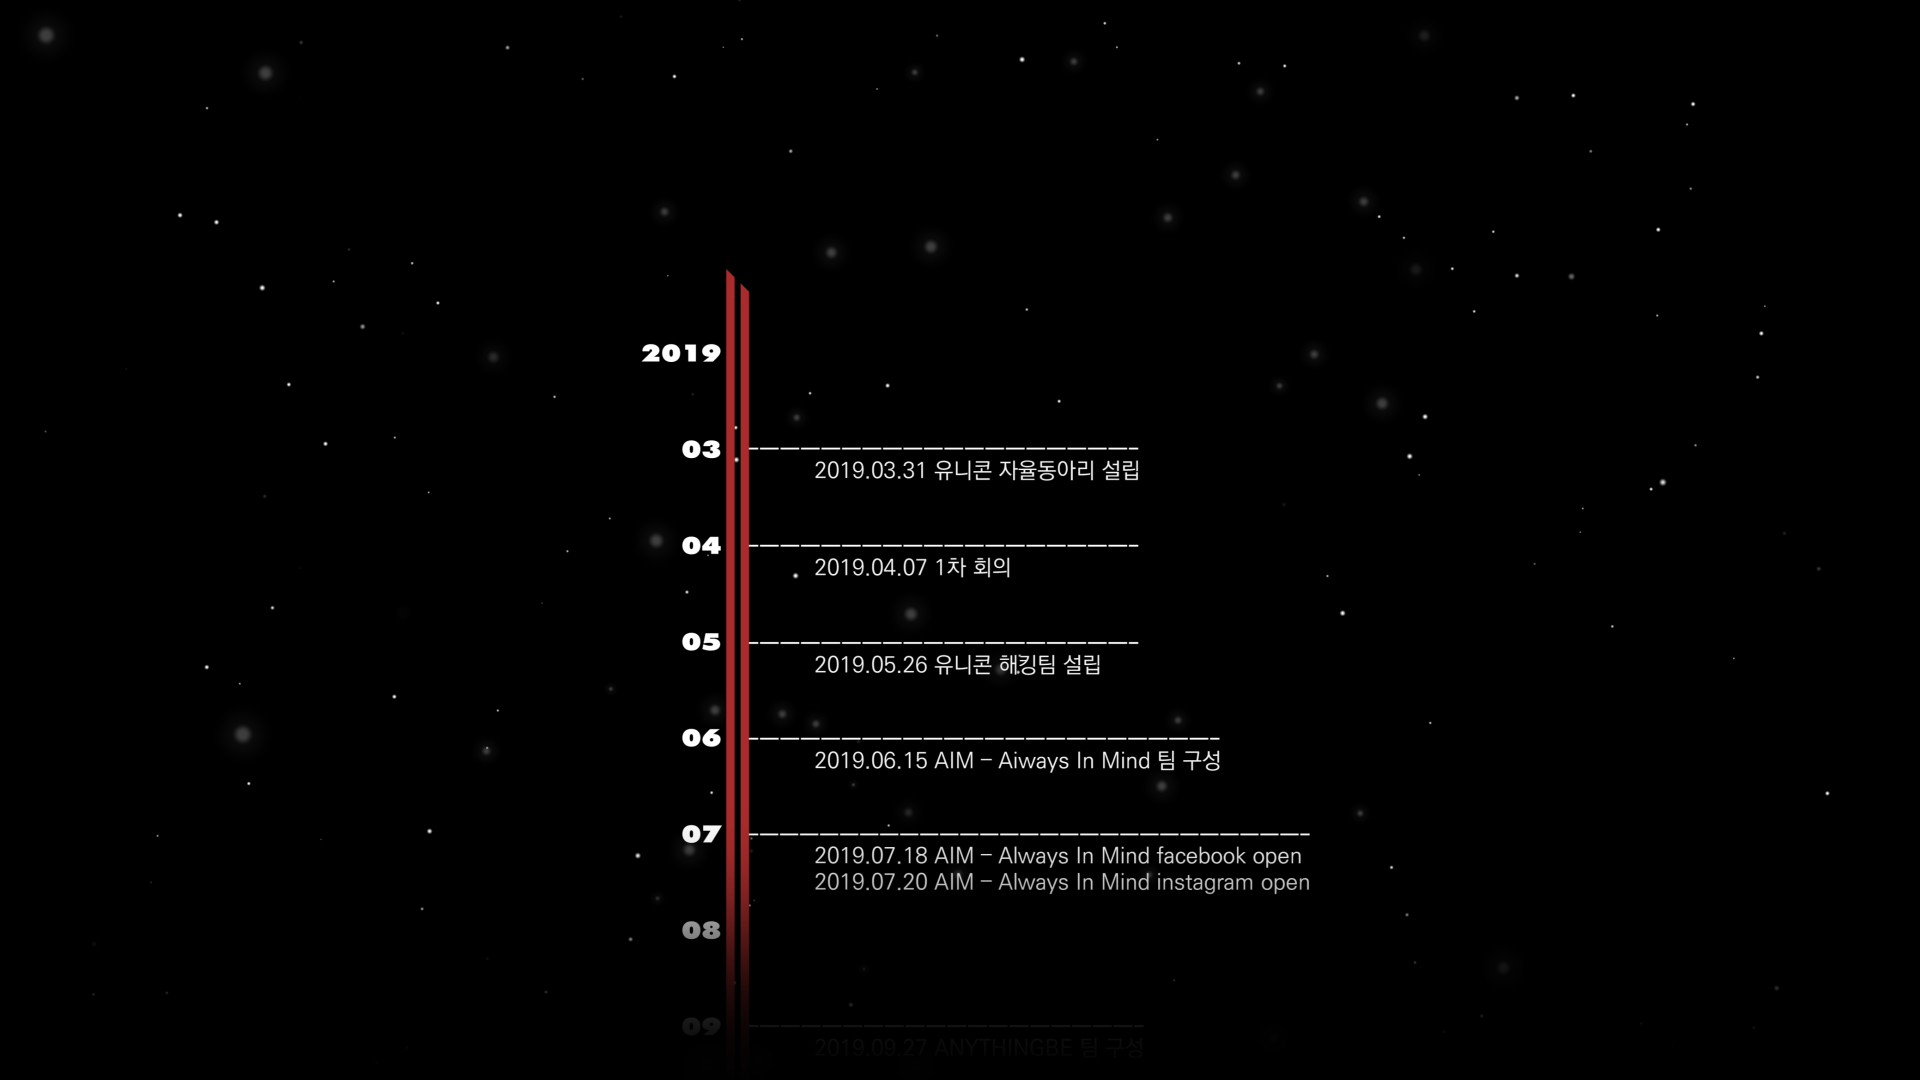 2019
03
2019.03.31 유니콘 자율동아리 설립
04
2019.04.07 1차 회의
05
2019.05.26 유니콘 해킹팀 설립
06
2019.06.15 AIM – Aiways In Mind 팀 구성
07
2019.07.18 AIM – Always In Mind facebook open
2019.07.20 AIM – Always In Mind instagram open
08
09
2019.09.27 ANYTHINGBE 팀 구성